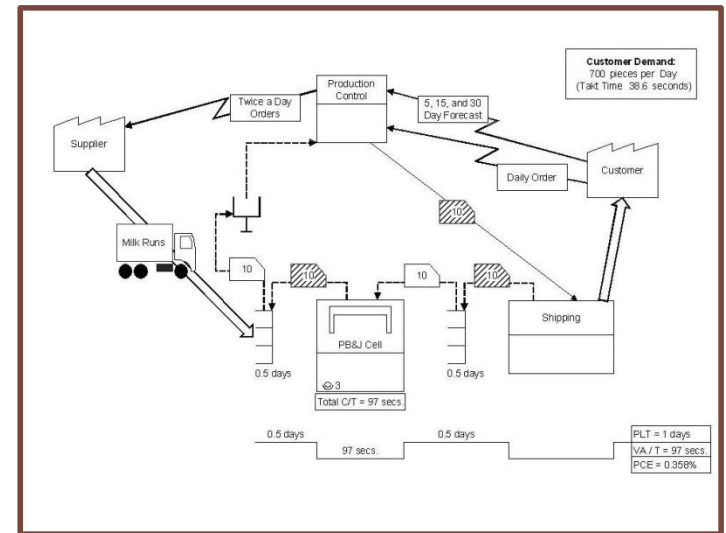 Customer Demand:
700 pieces per Day
(Takt Time 38.6 seconds)
Production
Control
Twice a Day
Orders
5, 15, and 30
Day Forecast
Supplier
Customer
Daily Order
10
Milk Runs
10
10
10
10
Shipping
PB&J Cell
0.5 days
3
0.5 days
Total C/T = 97 secs.
0.5 days
97 secs.
0.5 days
PLT = 1 days
VA / T = 97 secs.
PCE = 0.358%